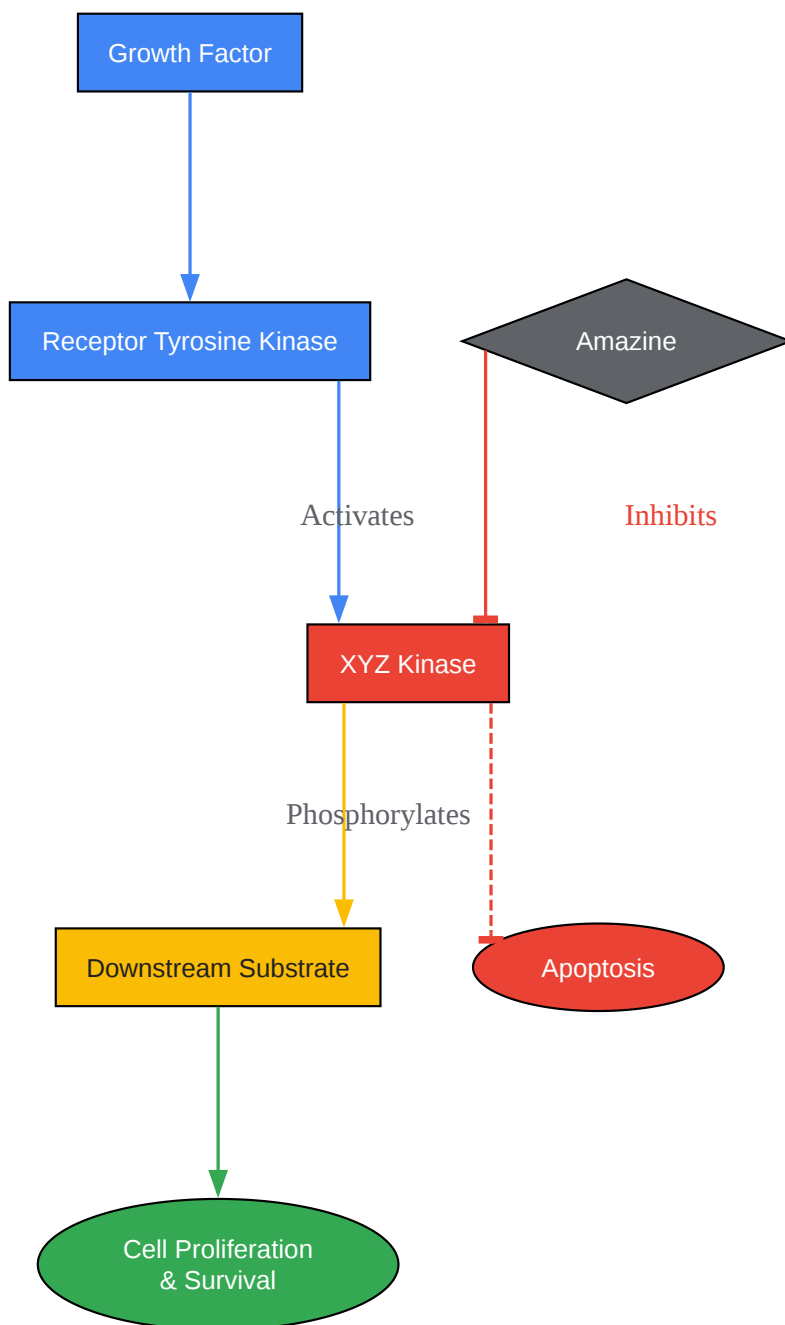 Growth Factor
Receptor Tyrosine Kinase
Amazine
Activates
Inhibits
XYZ Kinase
Phosphorylates
Downstream Substrate
Apoptosis
Cell Proliferation
& Survival